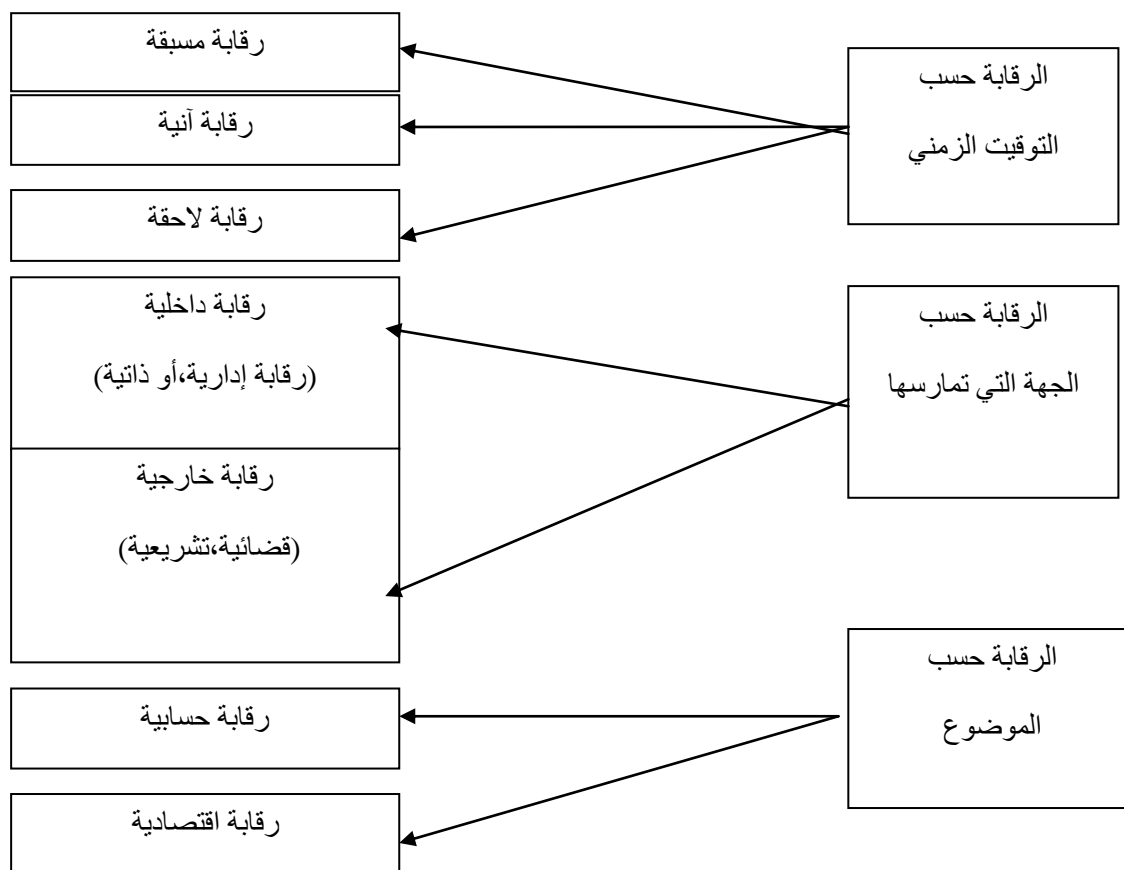 الرقابة حسب
التوقيت الزمني
رقابة مسبقة
رقابة آنية
رقابة لاحقة
الرقابة حسب
الجهة التي تمارسها
رقابة داخلية
(رقابة إدارية،أو ذاتية)
رقابة خارجية
(قضائية،تشريعية)
الرقابة حسب
الموضوع
رقابة حسابية
رقابة اقتصادية